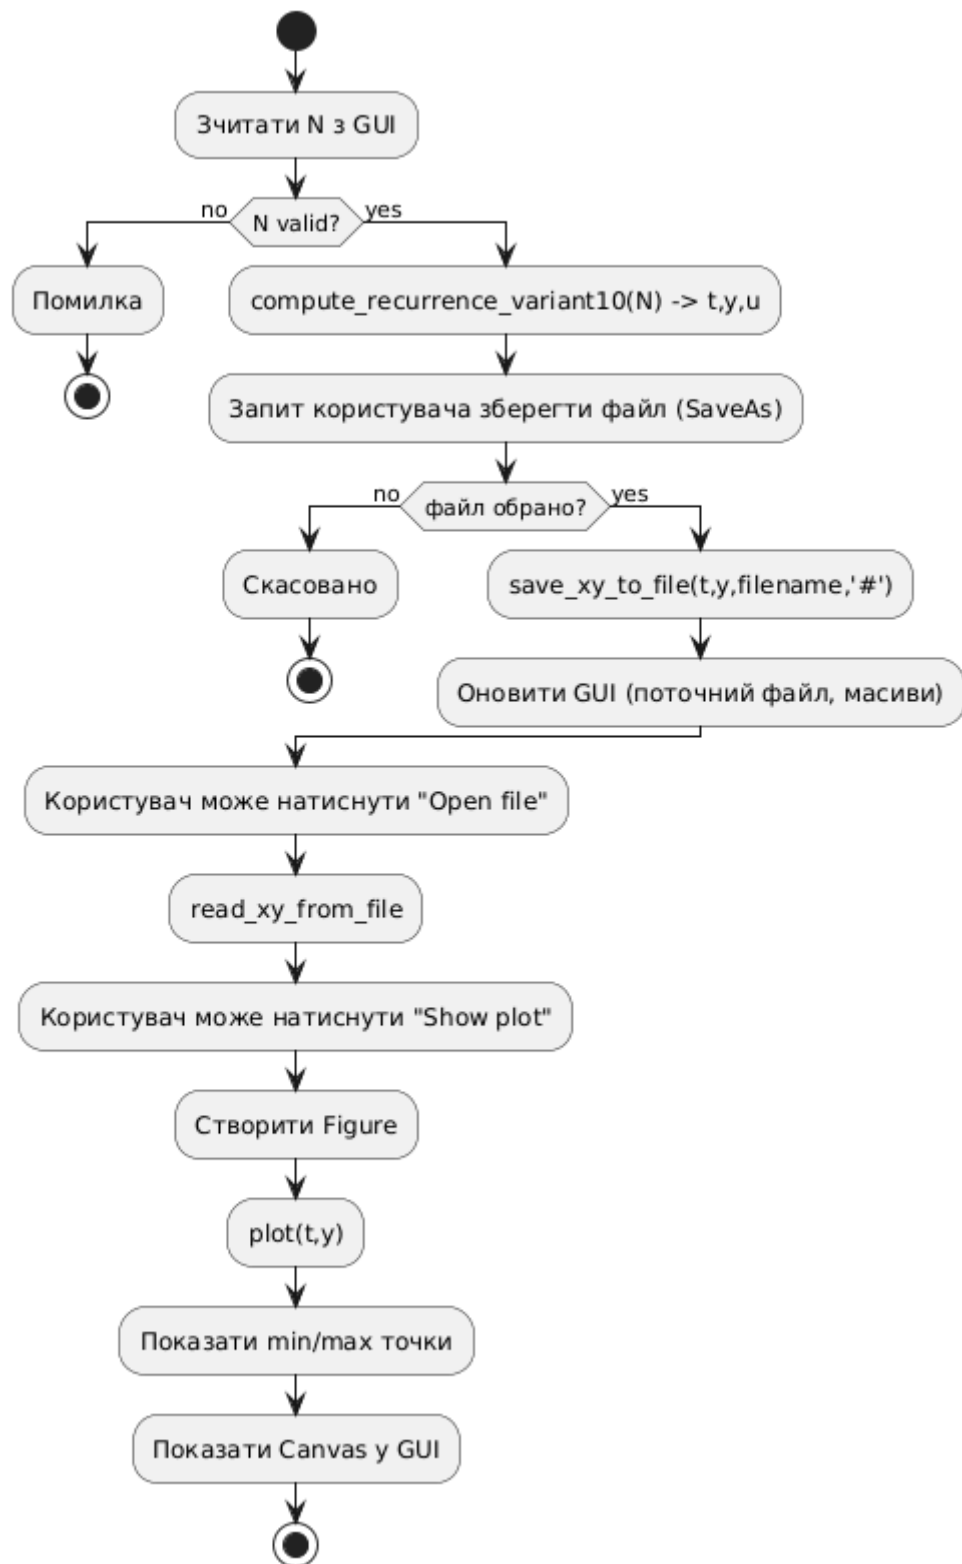 Зчитати N з GUI
no
N valid?
yes
Помилка
compute_recurrence_variant10(N) -> t,y,u
Запит користувача зберегти файл (SaveAs)
no
файл обрано?
yes
Скасовано
save_xy_to_file(t,y,filename,'#')
Оновити GUI (поточний файл, масиви)
Користувач може натиснути "Open file"
read_xy_from_file
Користувач може натиснути "Show plot"
Створити Figure
plot(t,y)
Показати min/max точки
Показати Canvas у GUI